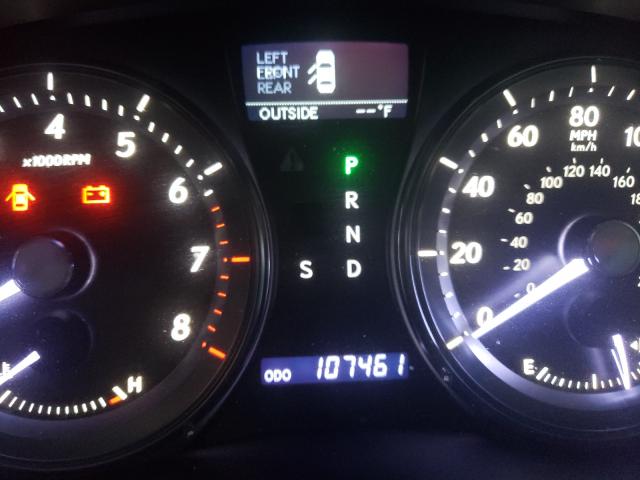 LEFT
FRONT
REAR
OUTSIDE --°F
4
5
6
7
8
x1000RPM
H
P
R
N
S D
ODO 107461
0
20
40
60
80
MPH
km/h
0
20
40
60
80
100
120
140
160
E